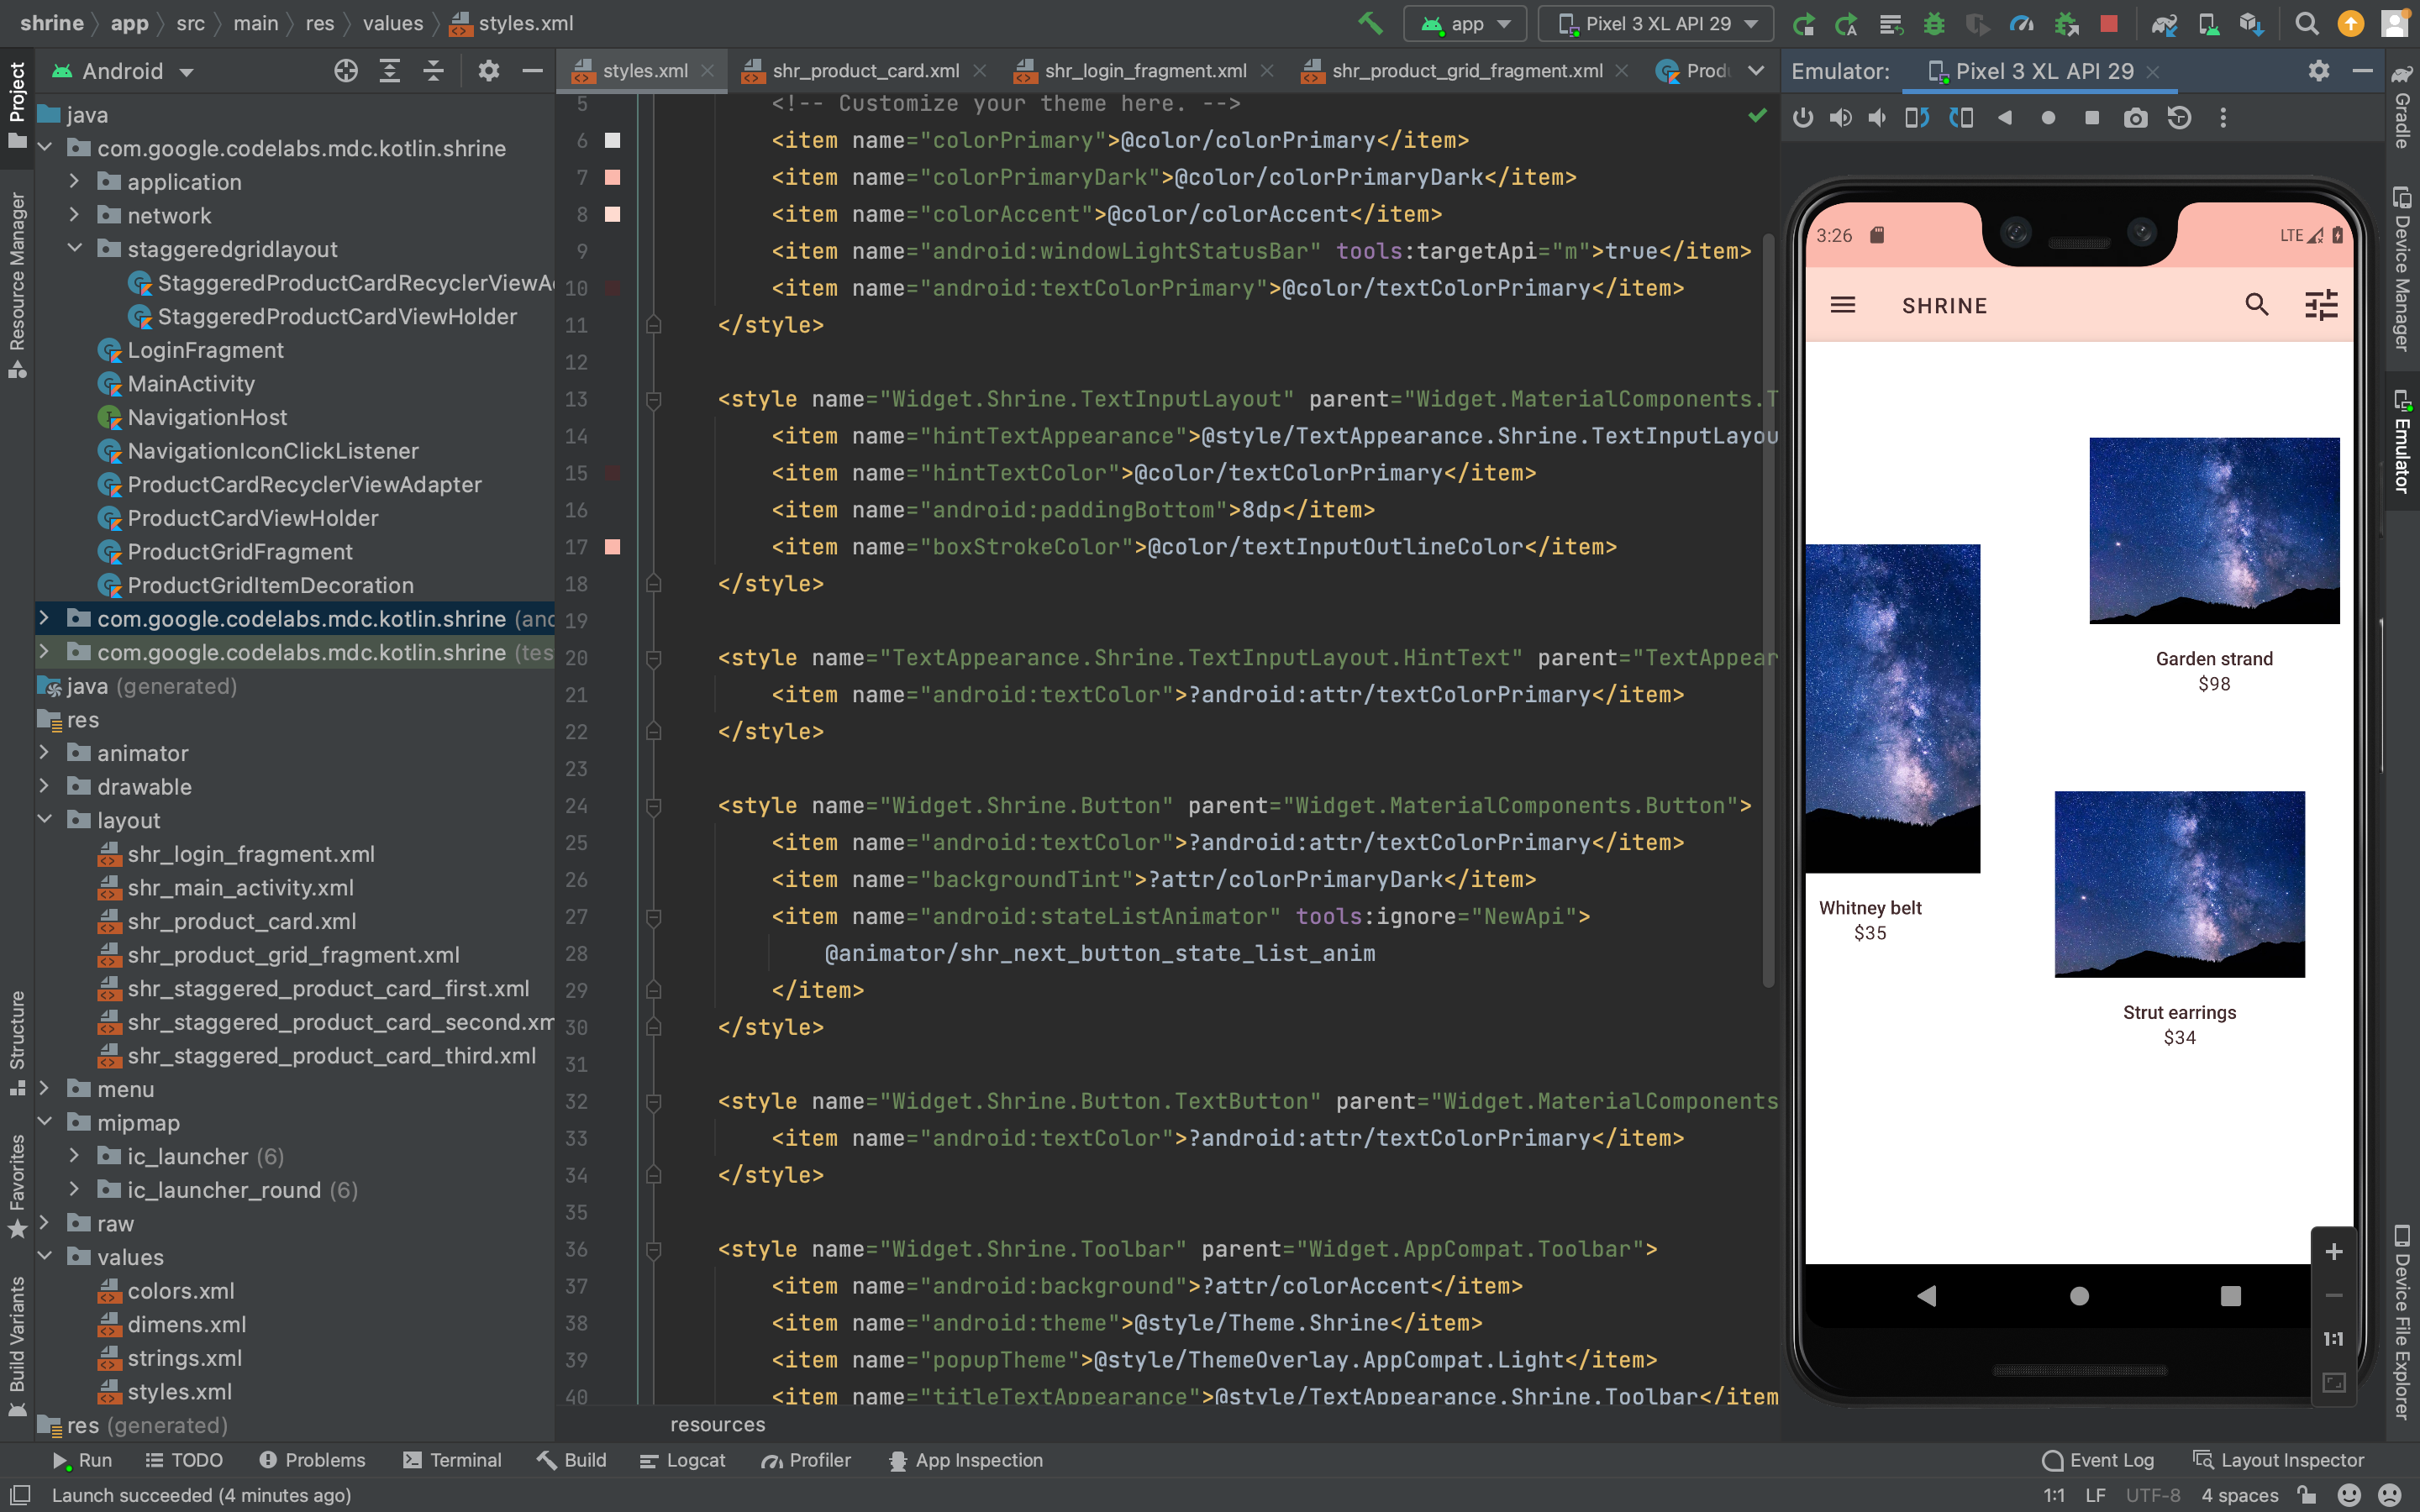 shrine app src main res values styles.xml
app Pixel 3 XL API 29
Project
Resource Manager
Structure
Favorites
Build Variants
Android
java
com.google.codelabs.mdc.kotlin.shrine
application
network
staggeredgridlayout
StaggeredProductCardRecyclerViewA
StaggeredProductCardViewHolder
LoginFragment
MainActivity
NavigationHost
NavigationIconClickListener
ProductCardRecyclerViewAdapter
ProductCardViewHolder
ProductGridFragment
ProductGridItemDecoration
com.google.codelabs.mdc.kotlin.shrine (and
com.google.codelabs.mdc.kotlin.shrine (tes
java (generated)
res
animator
drawable
layout
shr_login_fragment.xml
shr_main_activity.xml
shr_product_card.xml
shr_product_grid_fragment.xml
shr_staggered_product_card_first.xml
shr_staggered_product_card_second.xm
shr_staggered_product_card_third.xml
menu
mipmap
ic_launcher (6)
ic_launcher_round (6)
raw
values
colors.xml
dimens.xml
strings.xml
styles.xml
res (generated)
styles.xml shr_product_card.xml shr_login_fragment.xml shr_product_grid_fragment.xml Prod
5 <!-- Customize your theme here. -->
6 <item name="colorPrimary">@color/colorPrimary</item>
7 <item name="colorPrimaryDark">@color/colorPrimaryDark</item>
8 <item name="colorAccent">@color/colorAccent</item>
9 <item name="android:windowLightStatusBar" tools:targetApi="m">true</item>
10 <item name="android:textColorPrimary">@color/textColorPrimary</item>
11 </style>
12
13 <style name="Widget.Shrine.TextInputLayout" parent="Widget.MaterialComponents.T
14 <item name="hintTextAppearance">@style/TextAppearance.Shrine.TextInputLayou
15 <item name="hintTextColor">@color/textColorPrimary</item>
16 <item name="android:paddingBottom">8dp</item>
17 <item name="boxStrokeColor">@color/textInputOutlineColor</item>
18 </style>
19
20 <style name="TextAppearance.Shrine.TextInputLayout.HintText" parent="TextAppear
21 <item name="android:textColor">?android:attr/textColorPrimary</item>
22 </style>
23
24 <style name="Widget.Shrine.Button" parent="Widget.MaterialComponents.Button">
25 <item name="android:textColor">?android:attr/textColorPrimary</item>
26 <item name="backgroundTint">?attr/colorPrimaryDark</item>
27 <item name="android:stateListAnimator" tools:ignore="NewApi">
28 @animator/shr_next_button_state_list_anim
29 </item>
30 </style>
31
32 <style name="Widget.Shrine.Button.TextButton" parent="Widget.MaterialComponents
33 <item name="android:textColor">?android:attr/textColorPrimary</item>
34 </style>
35
36 <style name="Widget.Shrine.Toolbar" parent="Widget.AppCompat.Toolbar">
37 <item name="android:background">?attr/colorAccent</item>
38 <item name="android:theme">@style/Theme.Shrine</item>
39 <item name="popupTheme">@style/ThemeOverlay.AppCompat.Light</item>
40 <item name="titleTextAppearance">@style/TextAppearance.Shrine.Toolbar</item
resources
Emulator: Pixel 3 XL API 29
3:26 LTE
SHRINE
Garden strand
$98
Whitney belt
$35
Strut earrings
$34
1:1
Gradle
Device Manager
Emulator
Device File Explorer
Run TODO Problems Terminal Build Logcat Profiler App Inspection Event Log Layout Inspector
Launch succeeded (4 minutes ago) 1:1 LF UTF-8 4 spaces